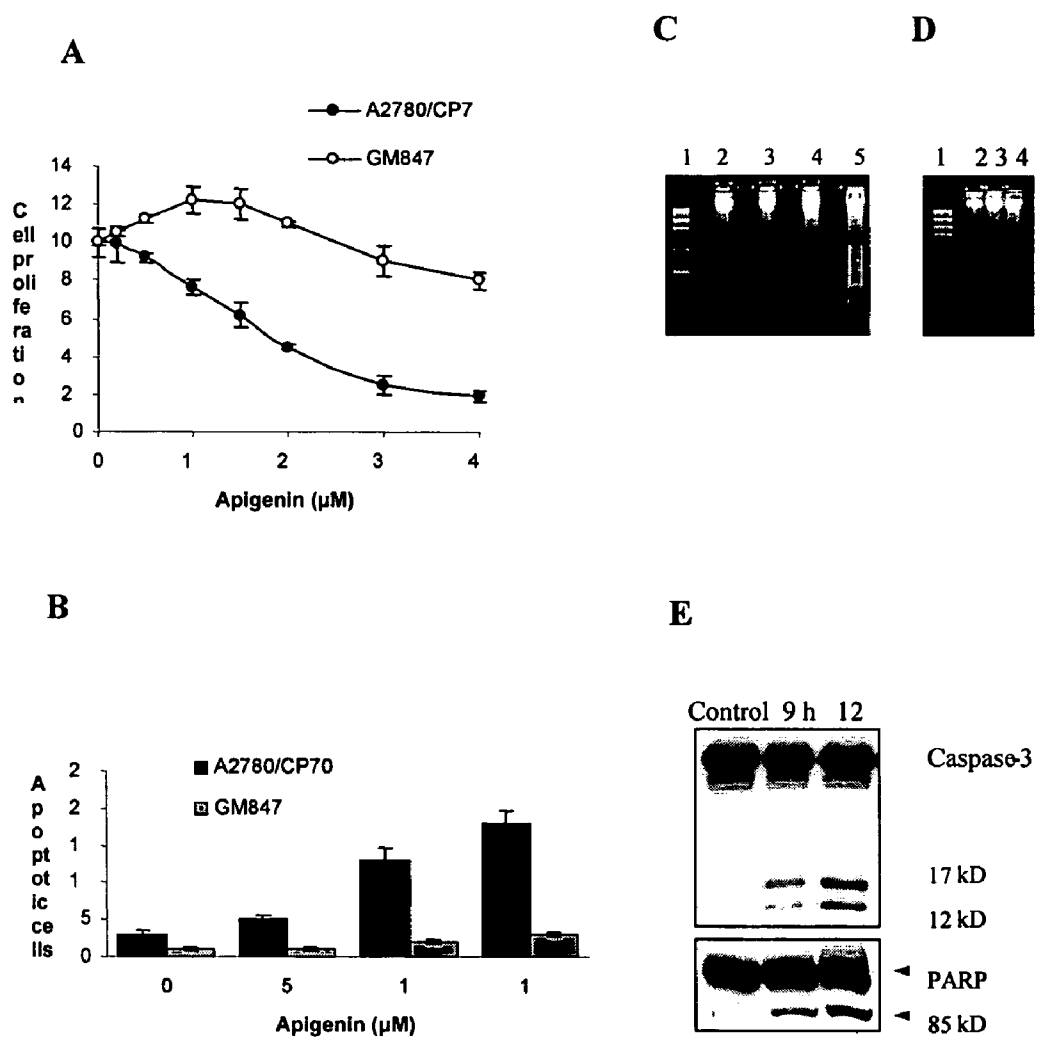 A
A2780/CP7
GM847
14
12
10
8
6
4
2
0
C
ell
pr
oli
fe
ra
ti
o
n
0 1 2 3 4
Apigenin (µM)
B
A2780/CP70
GM847
2
2
1
1
5
0
A
p
o
pt
ot
ic
ce
lls
0 5 1 1
Apigenin (µM)
C
1 2 3 4 5
D
1 2 3 4
E
Control 9 h 12
Caspase-3
17 kD
12 kD
PARP
85 kD